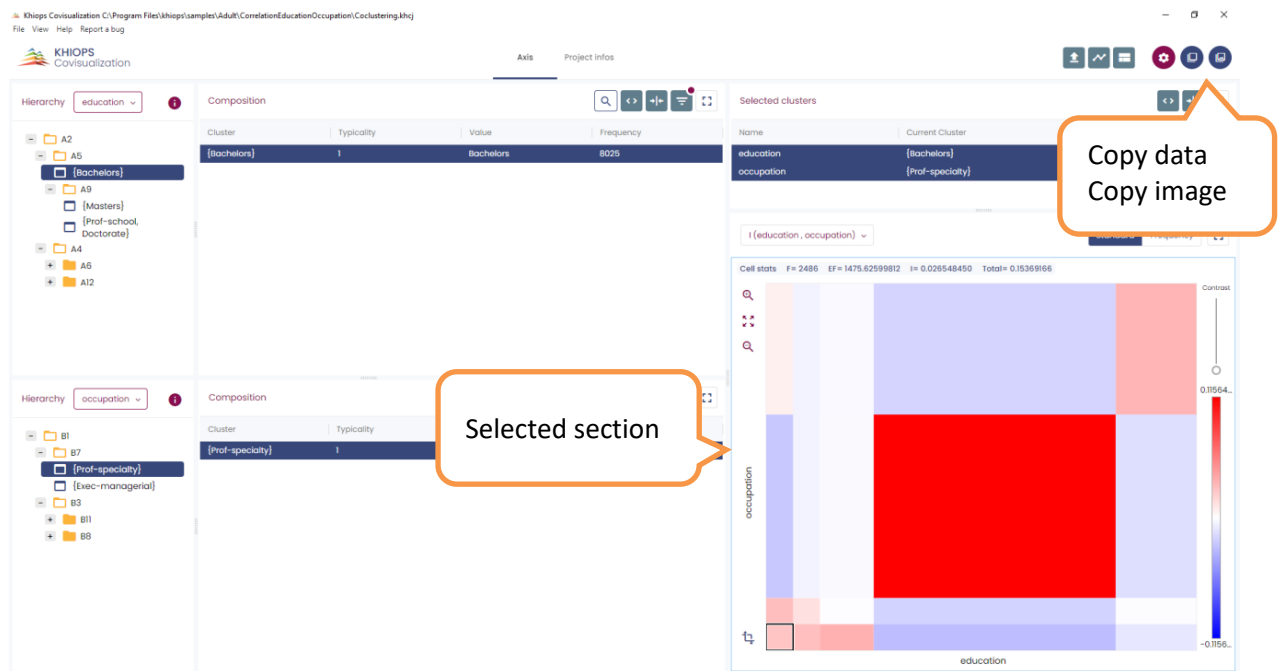 Khiops Covisualization C:\Program Files\khiops\samples\Adult\CorrelationEducationOccupation\Coclustering.khcj
File View Help Report a bug
KHIOPS
Covisualization
Axis Project infos
Hierarchy education
Composition
Selected clusters
Cluster Typicality Value Frequency
{Bachelors} 1 Bachelors 8025
Name Current Cluster
education {Bachelors}
occupation {Prof-specialty}
Copy data
Copy image
A2
A5
{Bachelors}
A9
{Masters}
{Prof-school,
Doctorate}
A4
A6
A12
I (education , occupation)
Cell stats F= 2486 EF= 1475.62599812 I= 0.026548450 Total= 0.15369166
Contrast
0.11564...
-0.1156...
occupation
education
Hierarchy occupation
Composition
Cluster Typicality
{Prof-specialty} 1
Selected section
B1
B7
{Prof-specialty}
{Exec-managerial}
B3
B11
B8